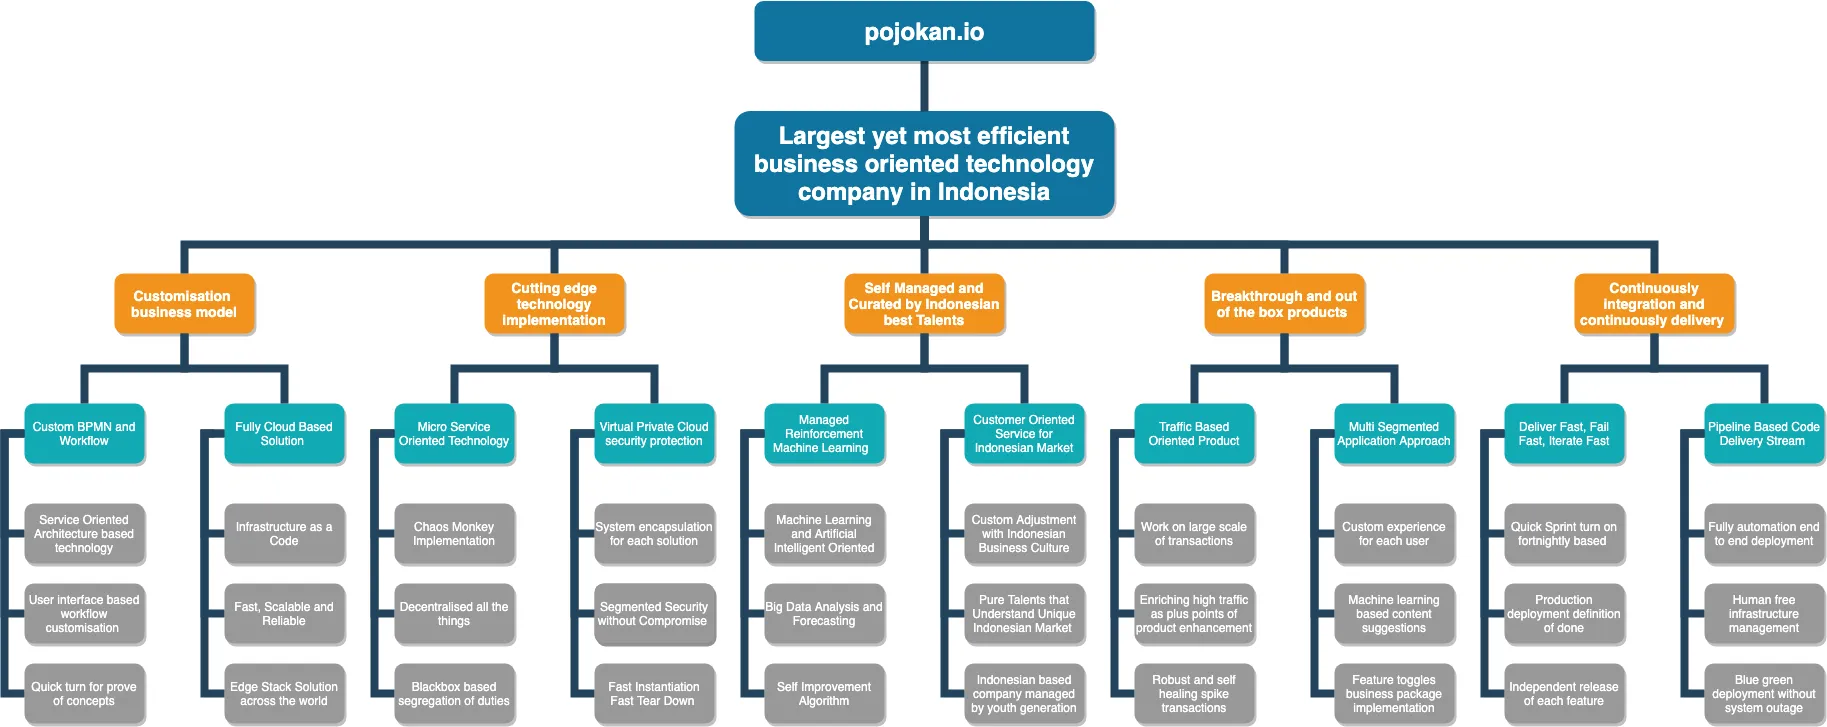 pojokan.io
Largest yet most efficient
business oriented technology
company in Indonesia
Customisation
business model
Cutting edge
technology
implementation
Self Managed and
Curated by Indonesian
best Talents
Breakthrough and out
of the box products
Continuously
integration and
continuously delivery
Custom BPMN and
Workflow
Fully Cloud Based
Solution
Micro Service
Oriented Technology
Virtual Private Cloud
security protection
Managed
Reinforcement
Machine Learning
Customer Oriented
Service for
Indonesian Market
Traffic Based
Oriented Product
Multi Segmented
Application Approach
Deliver Fast, Fail
Fast, Iterate Fast
Pipeline Based Code
Delivery Stream
Service Oriented
Architecture based
technology
Infrastructure as a
Code
Chaos Monkey
Implementation
System encapsulation
for each solution
Machine Learning
and Artificial
Intelligent Oriented
Custom Adjustment
with Indonesian
Business Culture
Work on large scale
of transactions
Custom experience
for each user
Quick Sprint turn on
fortnightly based
Fully automation end
to end deployment
User interface based
workflow
customisation
Fast, Scalable and
Reliable
Decentralised all the
things
Segmented Security
without Compromise
Big Data Analysis and
Forecasting
Pure Talents that
Understand Unique
Indonesian Market
Enriching high traffic
as plus points of
product enhancement
Machine learning
based content
suggestions
Production
deployment definition
of done
Human free
infrastructure
management
Quick turn for prove
of concepts
Edge Stack Solution
across the world
Blackbox based
segregation of duties
Fast Instantiation
Fast Tear Down
Self Improvement
Algorithm
Indonesian based
company managed
by youth generation
Robust and self
healing spike
transactions
Feature toggles
business package
implementation
Independent release
of each feature
Blue green
deployment without
system outage